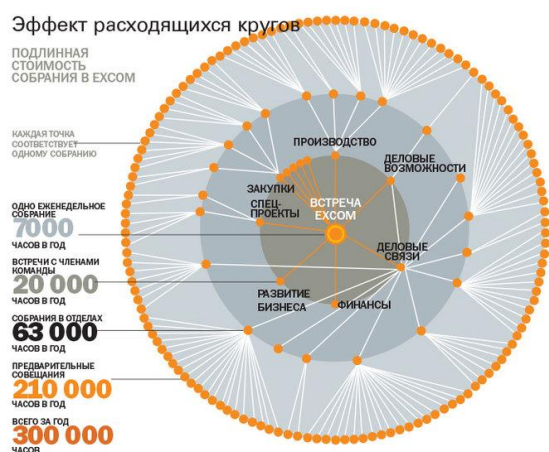 Эффект расходящихся кругов
ПОДЛИННАЯ
СТОИМОСТЬ
СОБРАНИЯ В EXCOM
КАЖДАЯ ТОЧКА
СООТВЕТСТВУЕТ
ОДНОМУ СОБРАНИЮ
ОДНО ЕЖЕНЕДЕЛЬНОЕ
СОБРАНИЕ
7000
ЧАСОВ В ГОД
ВСТРЕЧИ С ЧЛЕНАМИ
КОМАНДЫ
20 000
ЧАСОВ В ГОД
СОБРАНИЯ В ОТДЕЛАХ
63 000
ЧАСОВ В ГОД
ПРЕДВАРИТЕЛЬНЫЕ
СОВЕЩАНИЯ
210 000
ЧАСОВ В ГОД
ВСЕГО ЗА ГОД
300 000
ЧАСОВ
ПРОИЗВОДСТВО
ДЕЛОВЫЕ
ВОЗМОЖНОСТИ
ЗАКУПКИ
СПЕЦ-
ПРОЕКТЫ
ВСТРЕЧА
EXCOM
ДЕЛОВЫЕ
СВЯЗИ
РАЗВИТИЕ
БИЗНЕСА
ФИНАНСЫ